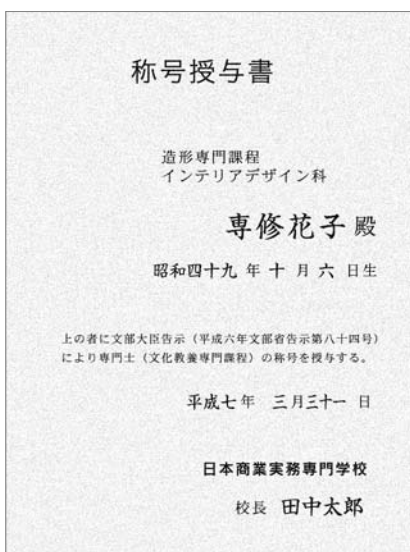 称号授与書
造形専門課程
インテリアデザイン科
専修花子 殿
昭和四十九 年 十 月 六 日生
上の者に文部大臣告示（平成六年文部省告示第八十四号）
により専門士（文化教養専門課程）の称号を授与する。
平成七 年 三月三十一 日
日本商業実務専門学校
校長 田中太郎